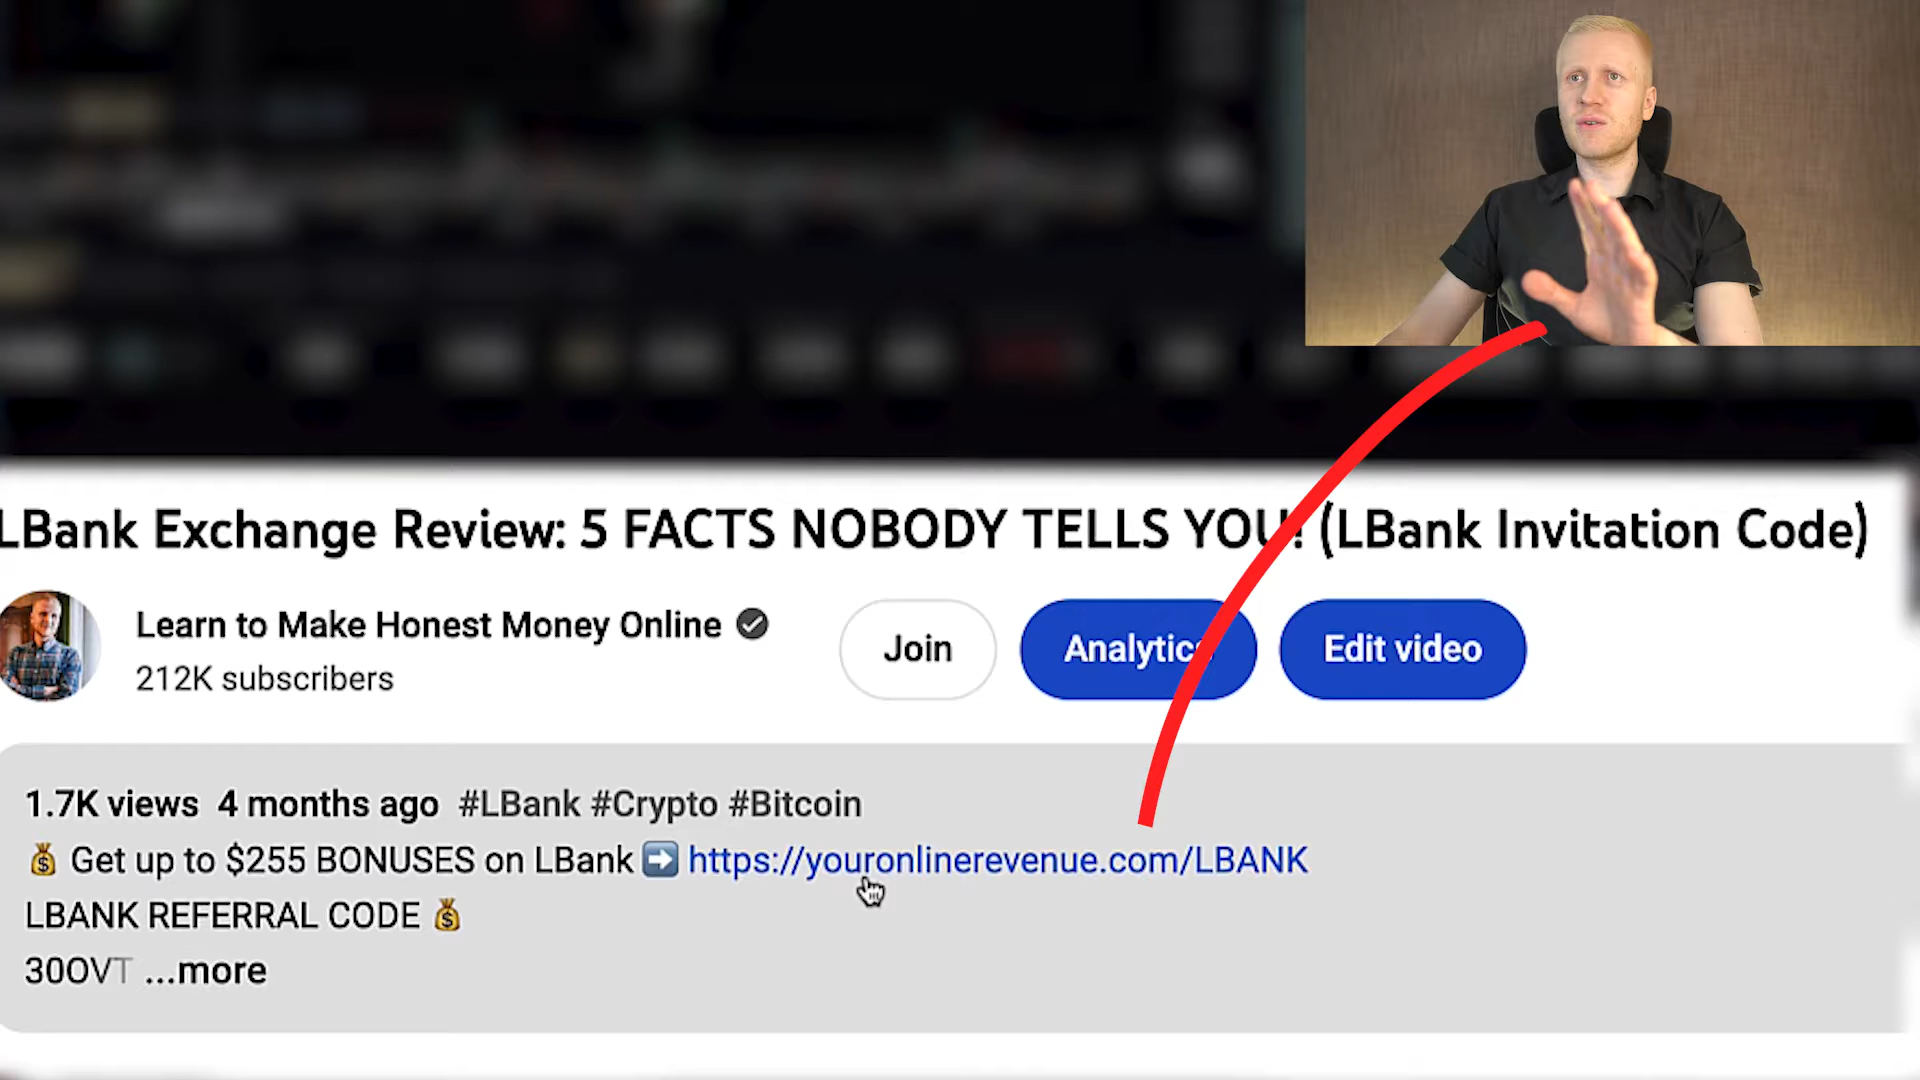 LBank Exchange Review: 5 FACTS NOBODY TELLS YOU! (LBank Invitation Code)
Learn to Make Honest Money Online
212K subscribers
Join
Analytics
Edit video
1.7K views 4 months ago #LBank #Crypto #Bitcoin
💰 Get up to $255 BONUSES on LBank ➡️ https://youronlinerevenue.com/LBANK
LBANK REFERRAL CODE 💰
30OVT ...more